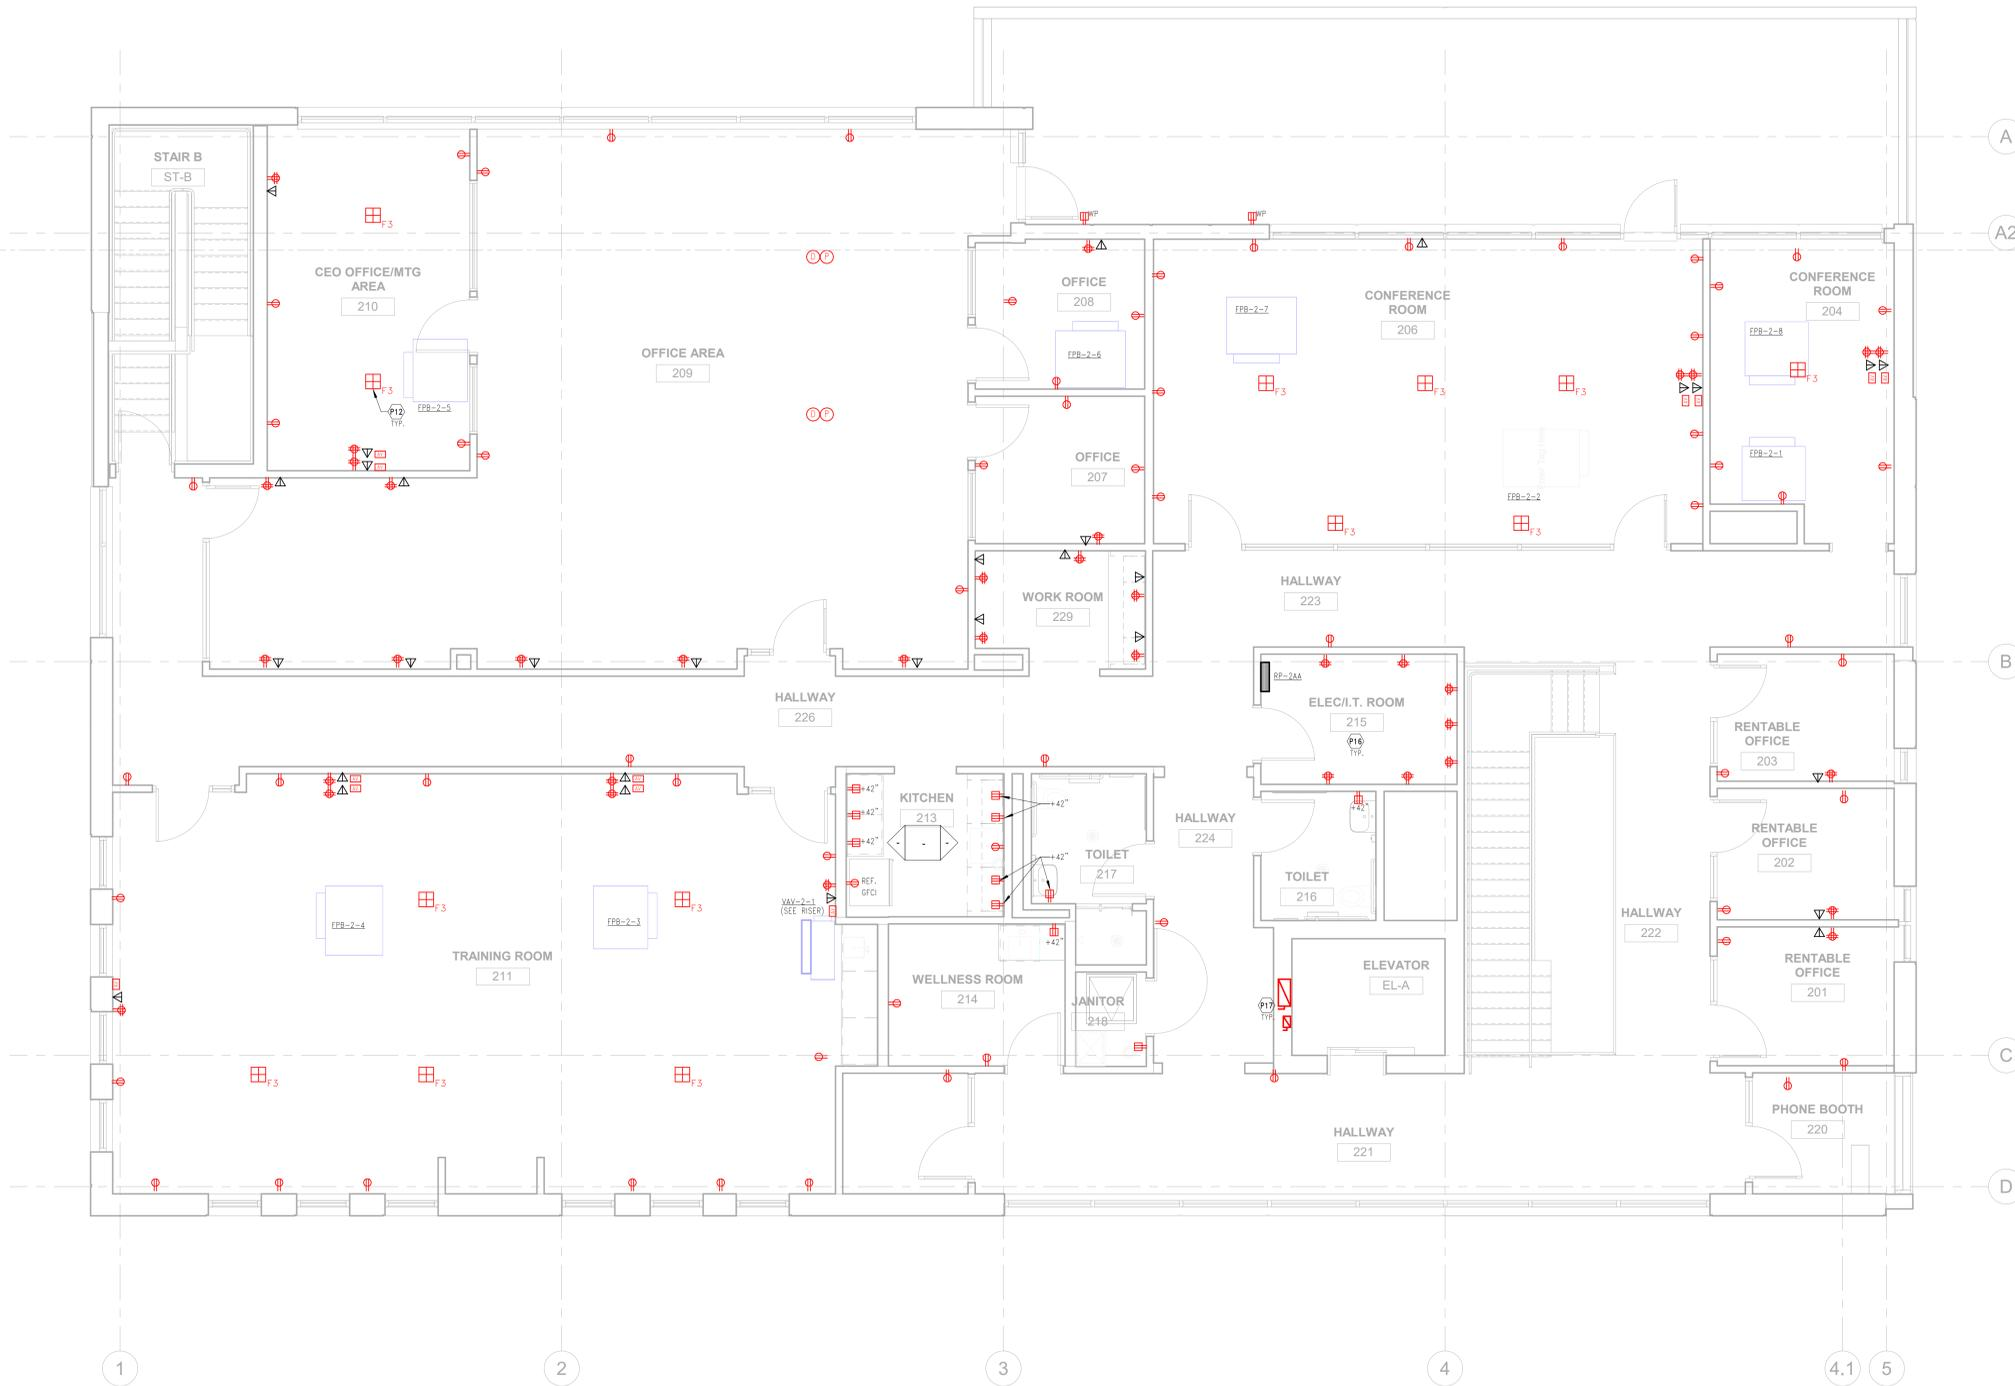 A
STAIR B
ST-B
WP
WP
A2
F3
D P
CEO OFFICE/MTG
AREA
210
OFFICE
208
CONFERENCE
ROOM
206
CONFERENCE
ROOM
204
FPB-2-7
FPB-2-8
FPB-2-6
OFFICE AREA
209
F3
F3
F3
F3
F3
P12
TYP.
FPB-2-5
D P
OFFICE
207
FPB-2-1
FPB-2-2
F3
F3
HALLWAY
223
WORK ROOM
229
B
RP-2AA
HALLWAY
226
ELEC/I.T. ROOM
215
P16
TYP.
RENTABLE
OFFICE
203
+42"
+42"
+42"
KITCHEN
213
+42"
+42"
HALLWAY
224
+42"
RENTABLE
OFFICE
202
TOILET
217
TOILET
216
REF.
GFCI
VAV-2-1
(SEE RISER)
F3
F3
FPB-2-4
FPB-2-3
HALLWAY
222
TRAINING ROOM
211
+42"
WELLNESS ROOM
214
JANITOR
218
ELEVATOR
EL-A
P17
TYP.
RENTABLE
OFFICE
201
C
F3
F3
F3
PHONE BOOTH
220
HALLWAY
221
D
1
2
3
4
4.1
5